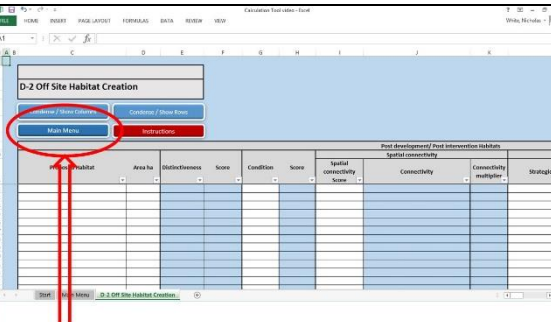 Calculation Tool video - Excel
FILE HOME INSERT PAGE LAYOUT FORMULAS DATA REVIEW VIEW
White, Nicholas
A1
A B C D E F G H I J K
D-2 Off Site Habitat Creation
Condense / Show Columns Condense / Show Rows
Main Menu Instructions
Post development/ Post intervention Habitats
Spatial connectivity
Habitat Area ha Distinctiveness Score Condition Score Spatial connectivity Score Connectivity Connectivity multiplier
Start Main Menu D-2 Off Site Habitat Creation